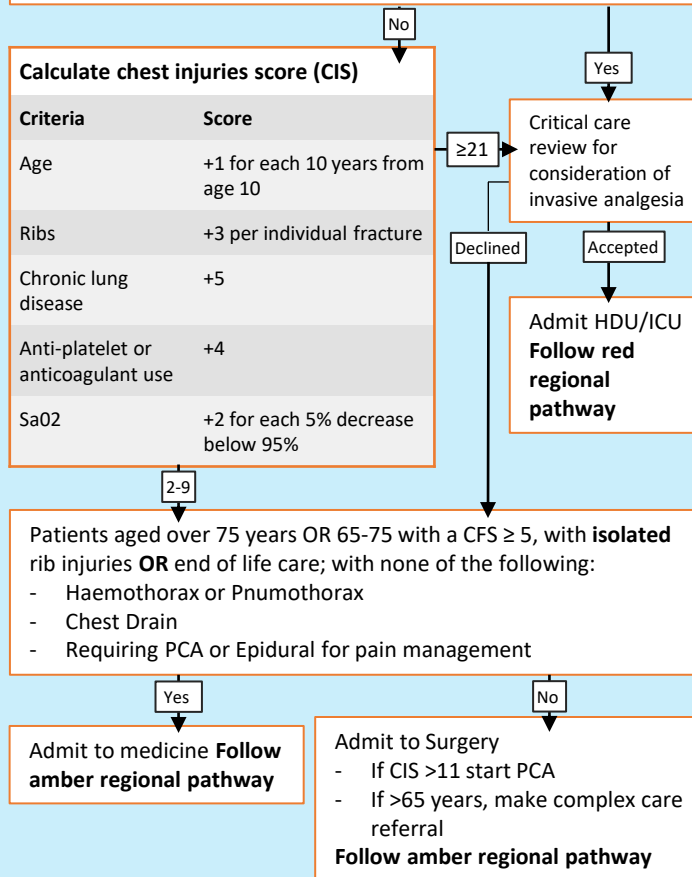 No
Yes
Calculate chest injuries score (CIS)
Criteria Score
Age +1 for each 10 years from
age 10
Ribs +3 per individual fracture
Chronic lung +5
disease
Anti-platelet or +4
anticoagulant use
Sa02 +2 for each 5% decrease
below 95%
≥21
Critical care
review for
consideration of
invasive analgesia
Declined
Accepted
Admit HDU/ICU
Follow red
regional
pathway
2-9
Patients aged over 75 years OR 65-75 with a CFS ≥ 5, with isolated
rib injuries OR end of life care; with none of the following:
- Haemothorax or Pnumothorax
- Chest Drain
- Requiring PCA or Epidural for pain management
Yes
No
Admit to medicine Follow
amber regional pathway
Admit to Surgery
- If CIS >11 start PCA
- If >65 years, make complex care
referral
Follow amber regional pathway